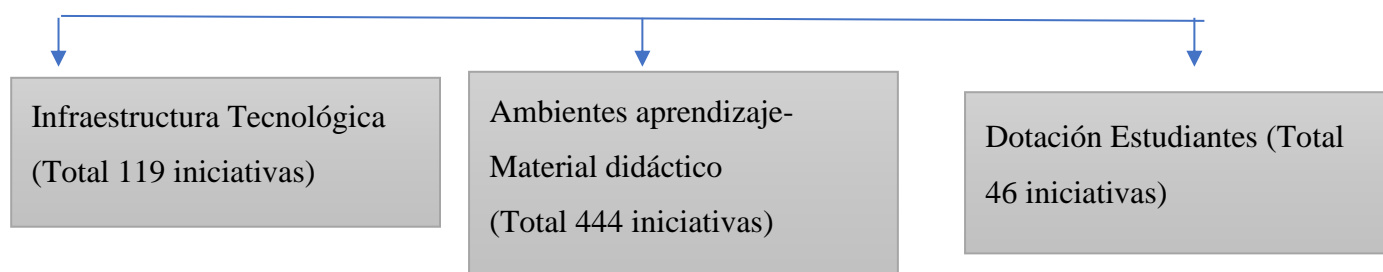 Infraestructura Tecnológica
(Total 119 iniciativas)
Ambientes aprendizaje-
Material didáctico
(Total 444 iniciativas)
Dotación Estudiantes (Total
46 iniciativas)